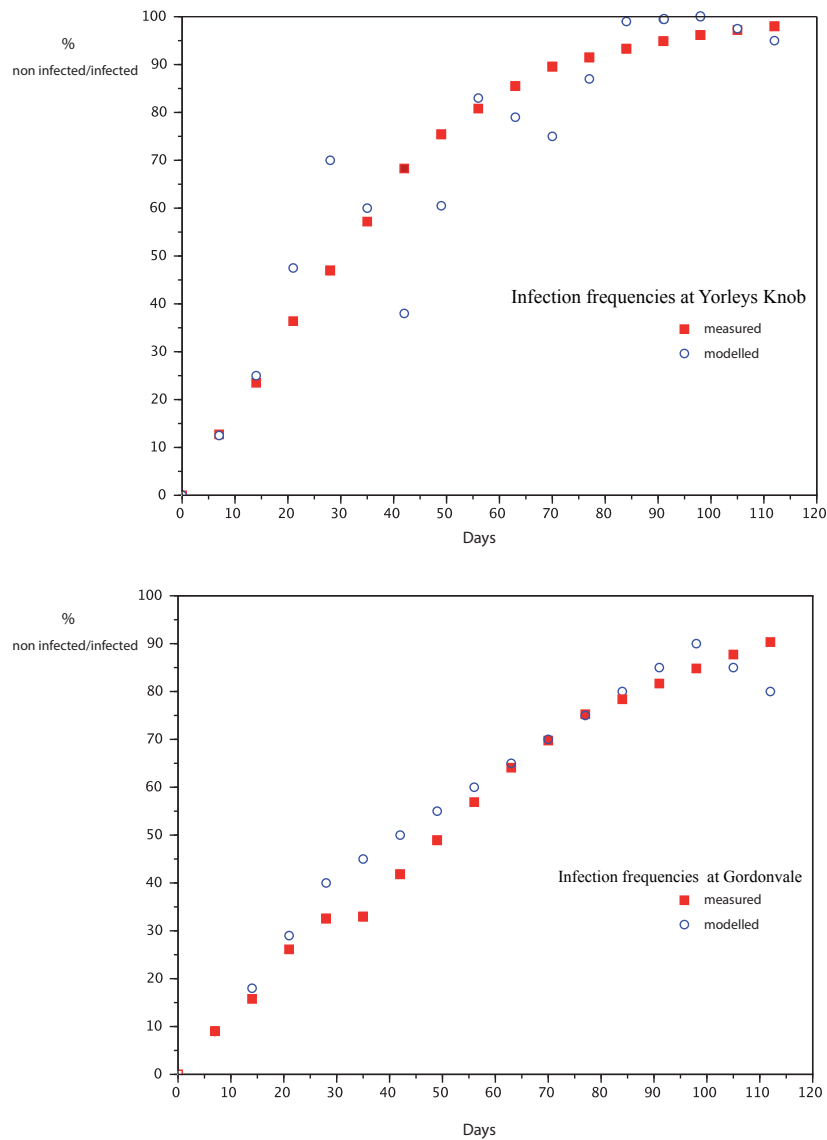 100
%
90
non infected/infected
80
70
60
50
40
Infection frequencies at Yorleys Knob
measured
30
modelled
20
10
0
0 10 20 30 40 50 60 70 80 90 100 110 120
Days
100
%
90
non infected/infected
80
70
60
50
40
Infection frequencies at Gordonvale
measured
30
modelled
20
10
0
0 10 20 30 40 50 60 70 80 90 100 110 120
Days